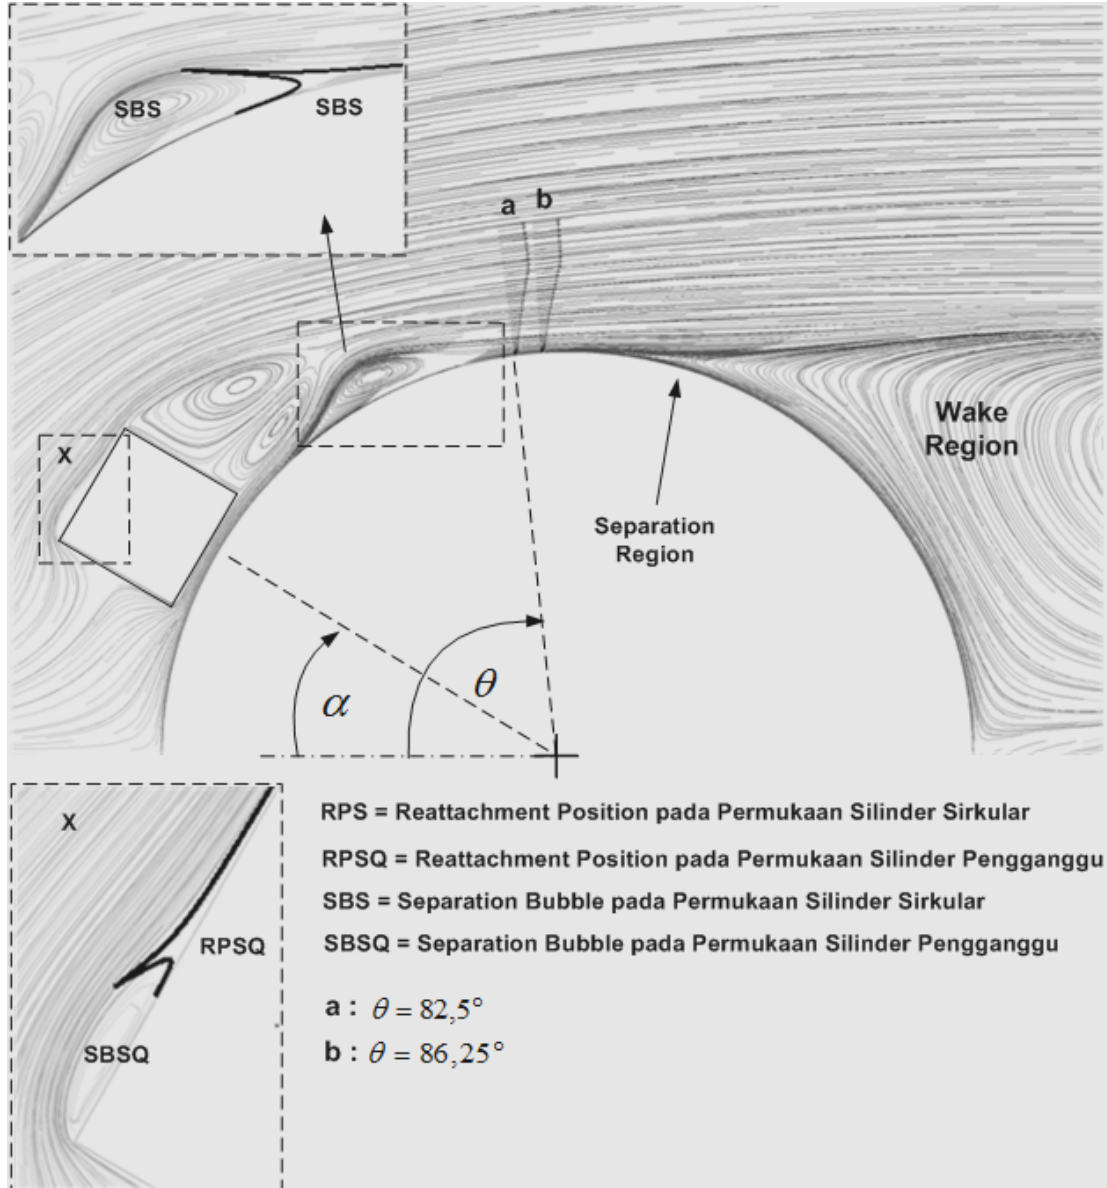 SBS
SBS
a b
X
Wake
Region
Separation
Region
α
θ
X
RPSQ
SBSQ
RPS = Reattachment Position pada Permukaan Silinder Sirkular
RPSQ = Reattachment Position pada Permukaan Silinder Pengganggu
SBS = Separation Bubble pada Permukaan Silinder Sirkular
SBSQ = Separation Bubble pada Permukaan Silinder Pengganggu
a : θ = 82,5°
b : θ = 86,25°